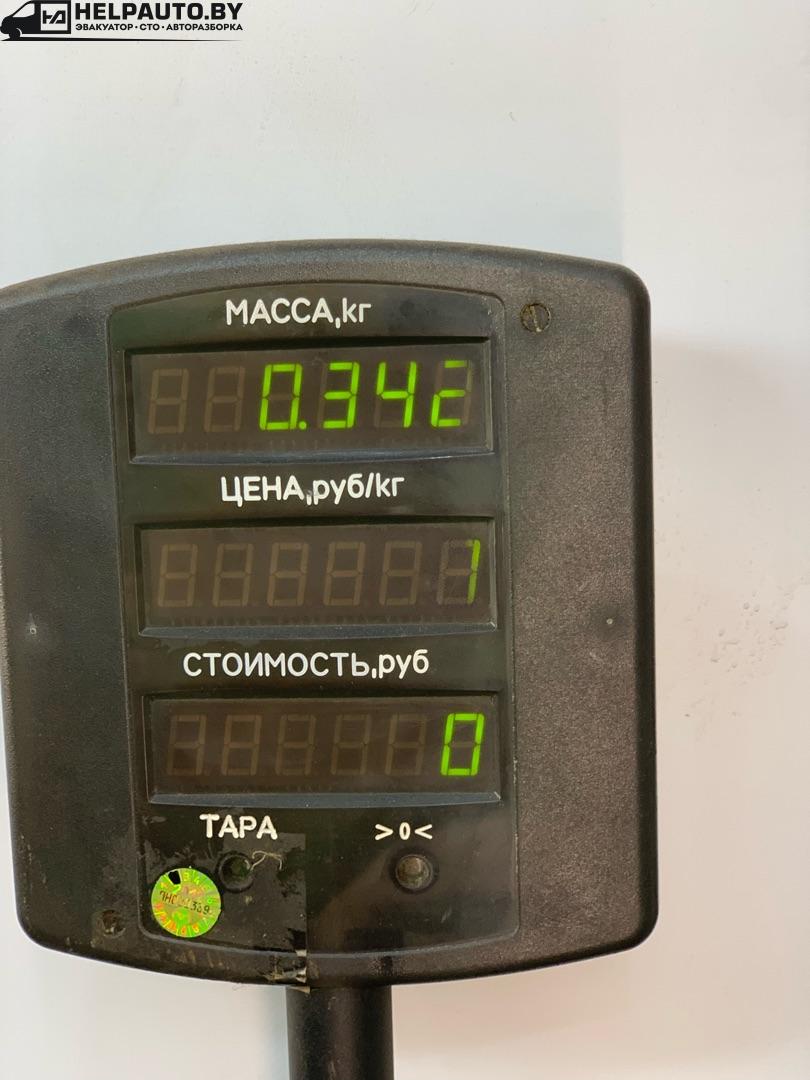 HELPAUTO.BY
ЭВАКУАТОР • СТО • АВТОРАЗБОРКА
МАССА,кг
0.342
ЦЕНА,руб/кг
1
СТОИМОСТЬ,руб
0
ТАРА >0<